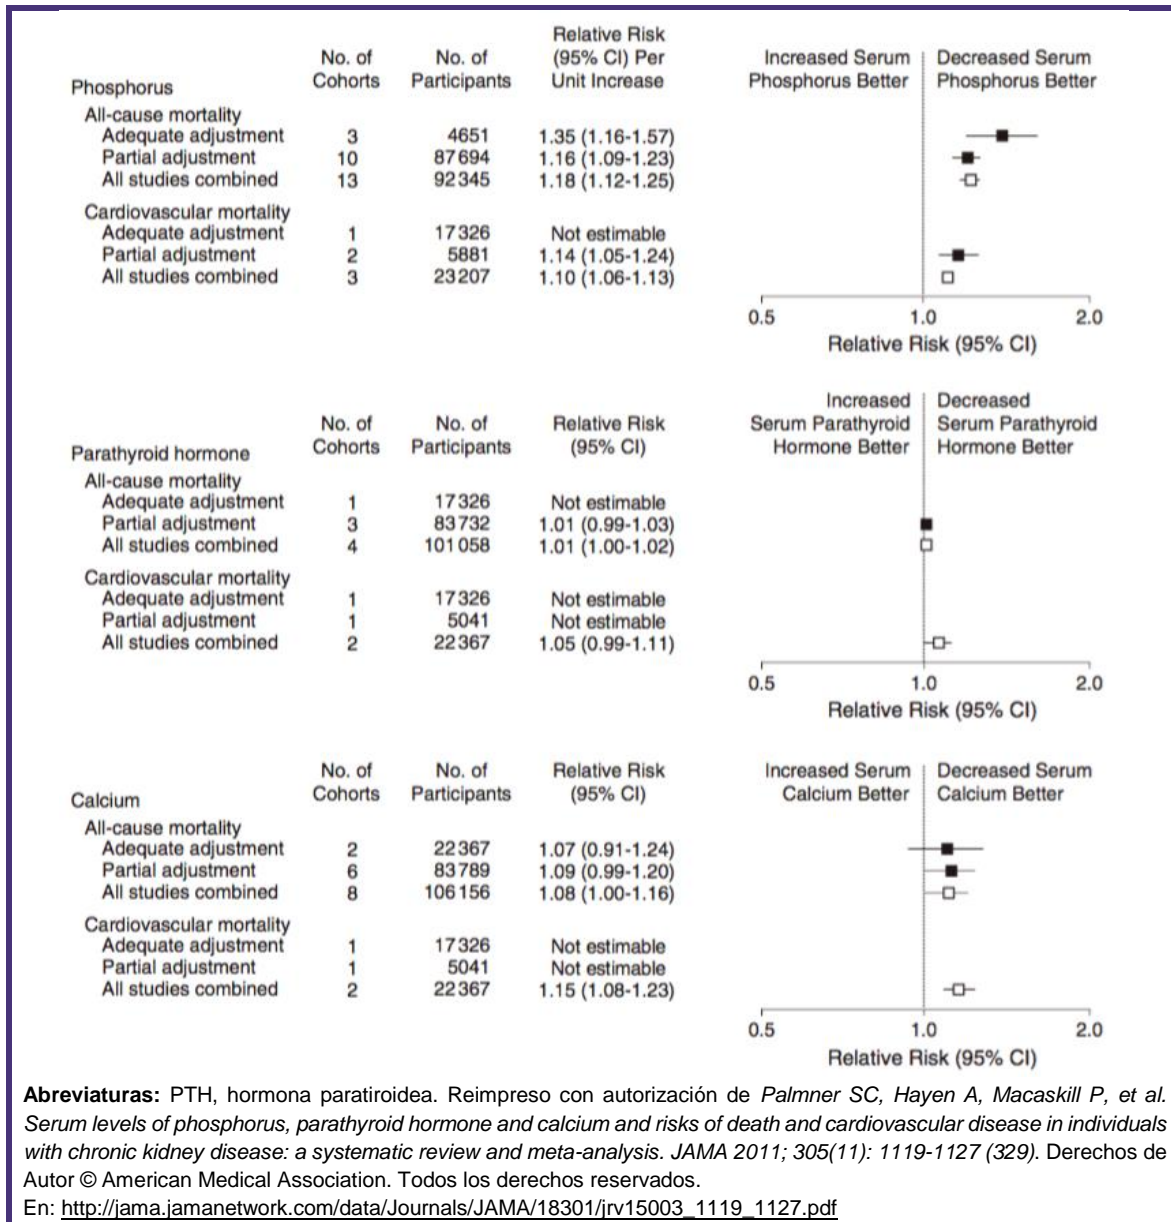 Phosphorus No. of Cohorts No. of Participants Relative Risk (95% CI) Per Unit Increase Increased Serum Phosphorus Better Decreased Serum Phosphorus Better
All-cause mortality
Adequate adjustment 3 4651 1.35 (1.16-1.57)
Partial adjustment 10 87694 1.16 (1.09-1.23)
All studies combined 13 92345 1.18 (1.12-1.25)
Cardiovascular mortality
Adequate adjustment 1 17326 Not estimable
Partial adjustment 2 5881 1.14 (1.05-1.24)
All studies combined 3 23207 1.10 (1.06-1.13)
0.5 1.0 2.0
Relative Risk (95% CI)
Parathyroid hormone No. of Cohorts No. of Participants Relative Risk (95% CI) Increased Serum Parathyroid Hormone Better Decreased Serum Parathyroid Hormone Better
All-cause mortality
Adequate adjustment 1 17326 Not estimable
Partial adjustment 3 83732 1.01 (0.99-1.03)
All studies combined 4 101058 1.01 (1.00-1.02)
Cardiovascular mortality
Adequate adjustment 1 17326 Not estimable
Partial adjustment 1 5041 Not estimable
All studies combined 2 22367 1.05 (0.99-1.11)
0.5 1.0 2.0
Relative Risk (95% CI)
Calcium No. of Cohorts No. of Participants Relative Risk (95% CI) Increased Serum Calcium Better Decreased Serum Calcium Better
All-cause mortality
Adequate adjustment 2 22367 1.07 (0.91-1.24)
Partial adjustment 6 83789 1.09 (0.99-1.20)
All studies combined 8 106156 1.08 (1.00-1.16)
Cardiovascular mortality
Adequate adjustment 1 17326 Not estimable
Partial adjustment 1 5041 Not estimable
All studies combined 2 22367 1.15 (1.08-1.23)
0.5 1.0 2.0
Relative Risk (95% CI)
Abreviaturas: PTH, hormona paratiroidea. Reimpreso con autorización de Palmner SC, Hayen A, Macaskill P, et al.
Serum levels of phosphorus, parathyroid hormone and calcium and risks of death and cardiovascular disease in individuals
with chronic kidney disease: a systematic review and meta-analysis. JAMA 2011; 305(11): 1119-1127 (329). Derechos de
Autor © American Medical Association. Todos los derechos reservados.
En: http://jama.jamanetwork.com/data/Journals/JAMA/18301/jrv15003_1119_1127.pdf